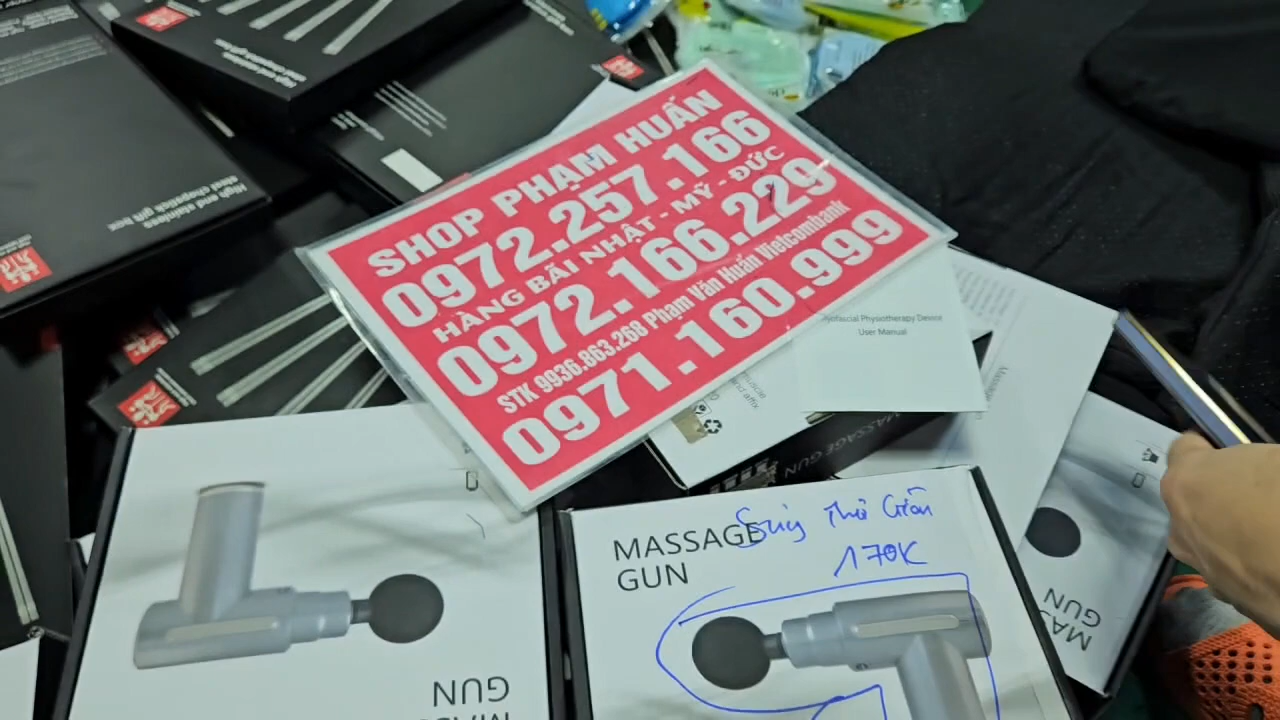 High end stainless
steel chopstick gift box
SHOP PHẠM HUẤN
0972.257.166
HÀNG BÃI NHẬT - MỸ - ĐỨC
0972.166.229
STK 9936.863.268 Phạm Văn Huấn Vietcombank
0971.160.999
Physiotherapy Device
User Manual
MASSAGE GUN
MASSAGE
GUN
Súng Thư Giãn
170K
GUN
GUN